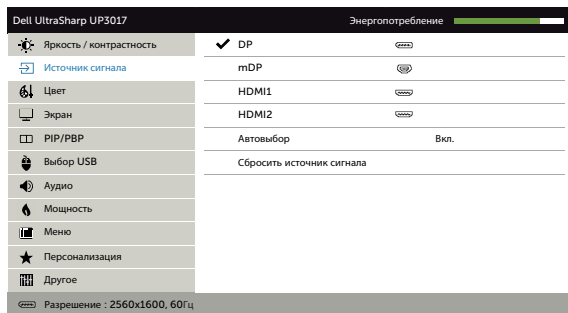 Dell UltraSharp UP3017 Энергопотребление
Яркость / контрастность DP
Источник сигнала mDP
Цвет HDMI1
Экран HDMI2
PIP/PBP Автовыбор Вкл.
Выбор USB Сбросить источник сигнала
Аудио
Мощность
Меню
Персонализация
Другое
Разрешение : 2560x1600, 60Гц